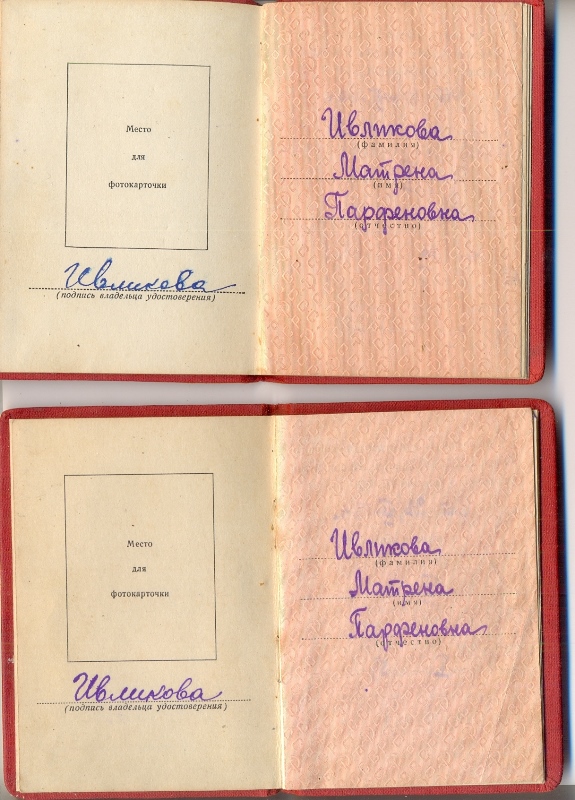 Место
для
фотокарточки
Ивликова
(подпись владельца удостоверения)
Ивликова
(фамилия)
Матрена
(имя)
Парфеновна
(отчество)
Место
для
фотокарточки
Ивликова
(подпись владельца удостоверения)
Ивликова
(фамилия)
Матрена
(имя)
Парфеновна
(отчество)